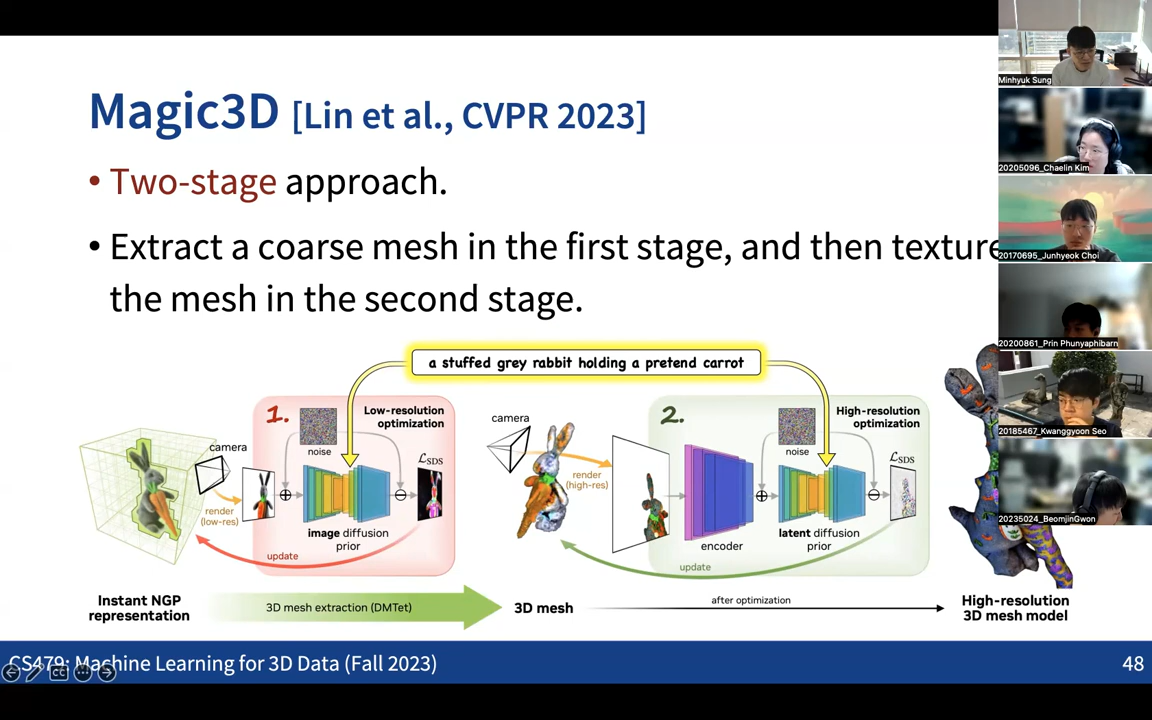 Magic3D [Lin et al., CVPR 2023]
• Two-stage approach.
• Extract a coarse mesh in the first stage, and then texture
the mesh in the second stage.
a stuffed grey rabbit holding a pretend carrot
1.
Low-resolution
optimization
noise
camera
render
(low-res)
ℒSDS
image diffusion
prior
update
camera
render
(high-res)
2.
High-resolution
optimization
noise
ℒSDS
encoder
latent diffusion
prior
update
Instant NGP
representation
3D mesh extraction (DMTet)
3D mesh
after optimization
High-resolution
3D mesh model
CS479: Machine Learning for 3D Data (Fall 2023)
48
CC
Minhyuk Sung
20205096_Chaelin Kim
20170695_Junhyeok Choi
20200861_Prin Phunyaphibarn
20185467_Kwanggyoon Seo
20235024_BeomjinGwon